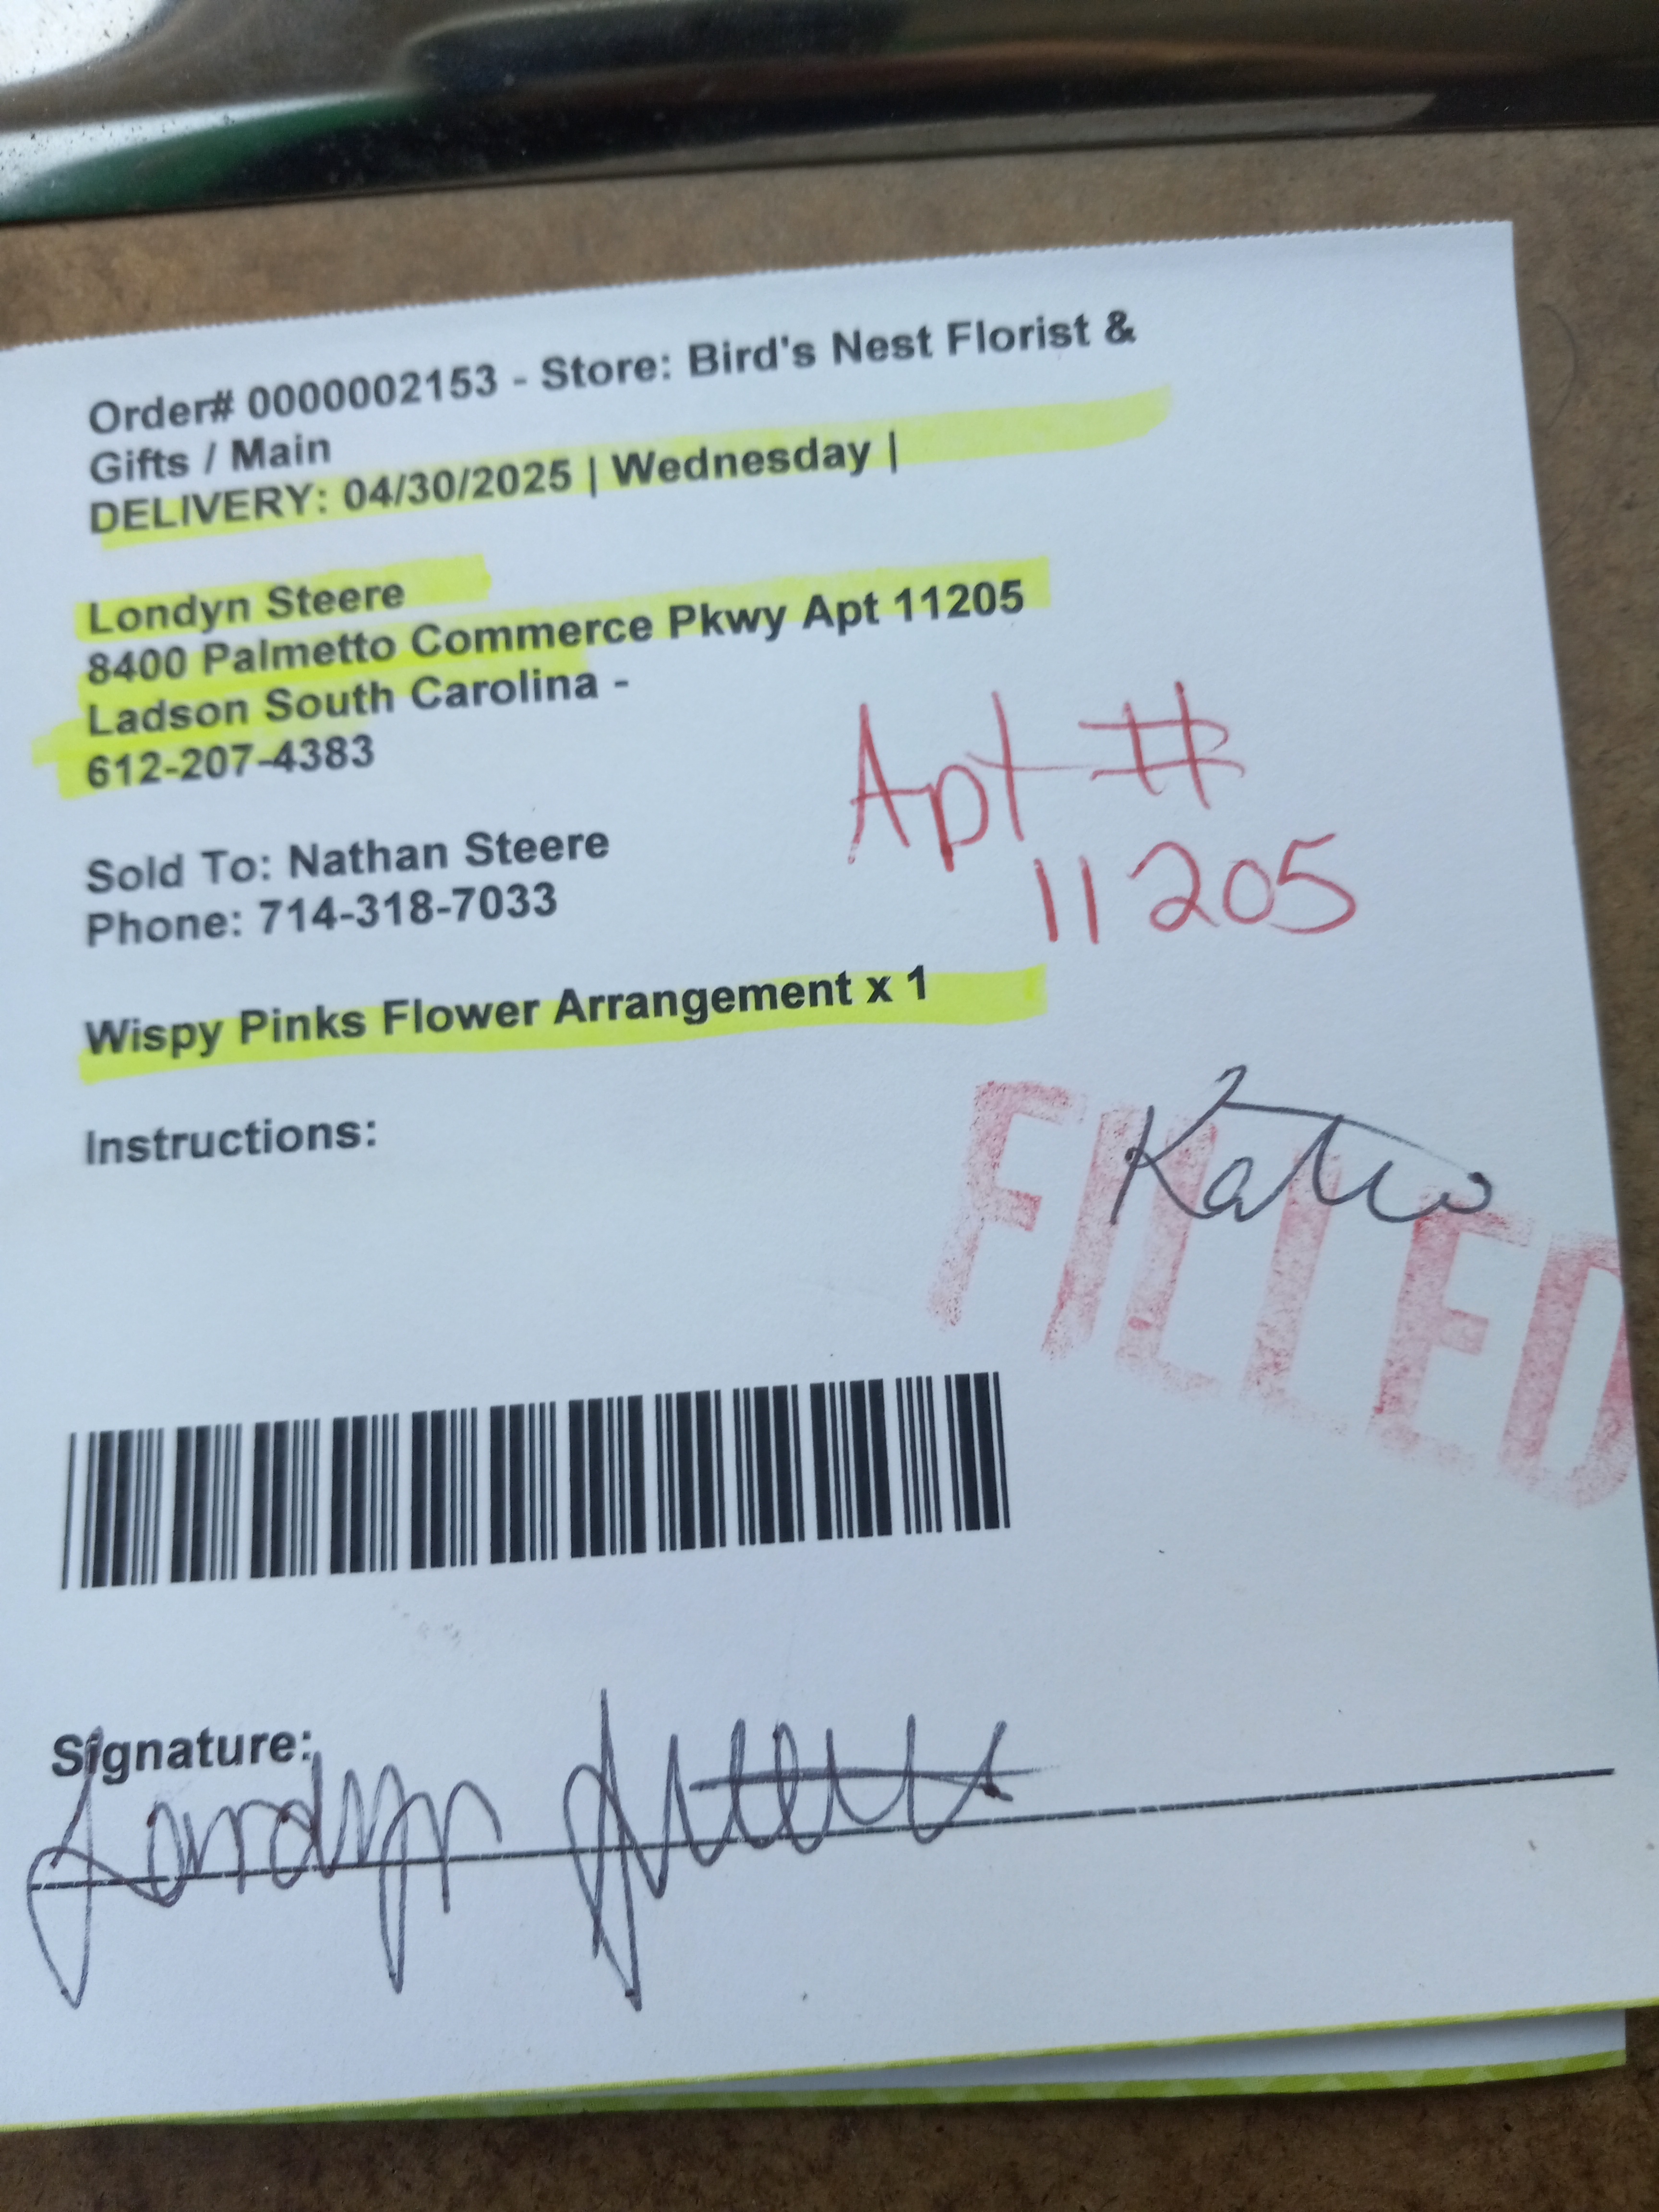 Order# 0000002153 - Store: Bird's Nest Florist &
Gifts / Main
DELIVERY: 04/30/2025 | Wednesday |
Londyn Steere
8400 Palmetto Commerce Pkwy Apt 11205
Ladson South Carolina -
612-207-4383
Apt #
11205
Sold To: Nathan Steere
Phone: 714-318-7033
Wispy Pinks Flower Arrangement x 1
Instructions:
FILLED
Signature:
Londyn Steere